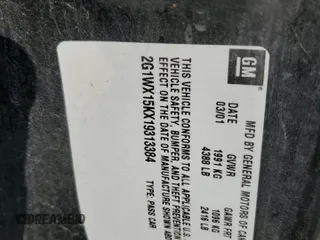 GM
MFD BY GENERAL MOTORS OF CA
DATE GVWR GAWR FRT
03/01 1991 KG 1096 KG
4388 LB 2416 LB
THIS VEHICLE CONFORMS TO ALL APPLICABLE U.S.
VEHICLE SAFETY, BUMPER, AND THEFT PREVENTION
EFFECT ON THE DATE OF MANUFACTURE SHOWN ABO
2G1WX15KX19313384
TYPE: PASS CAR